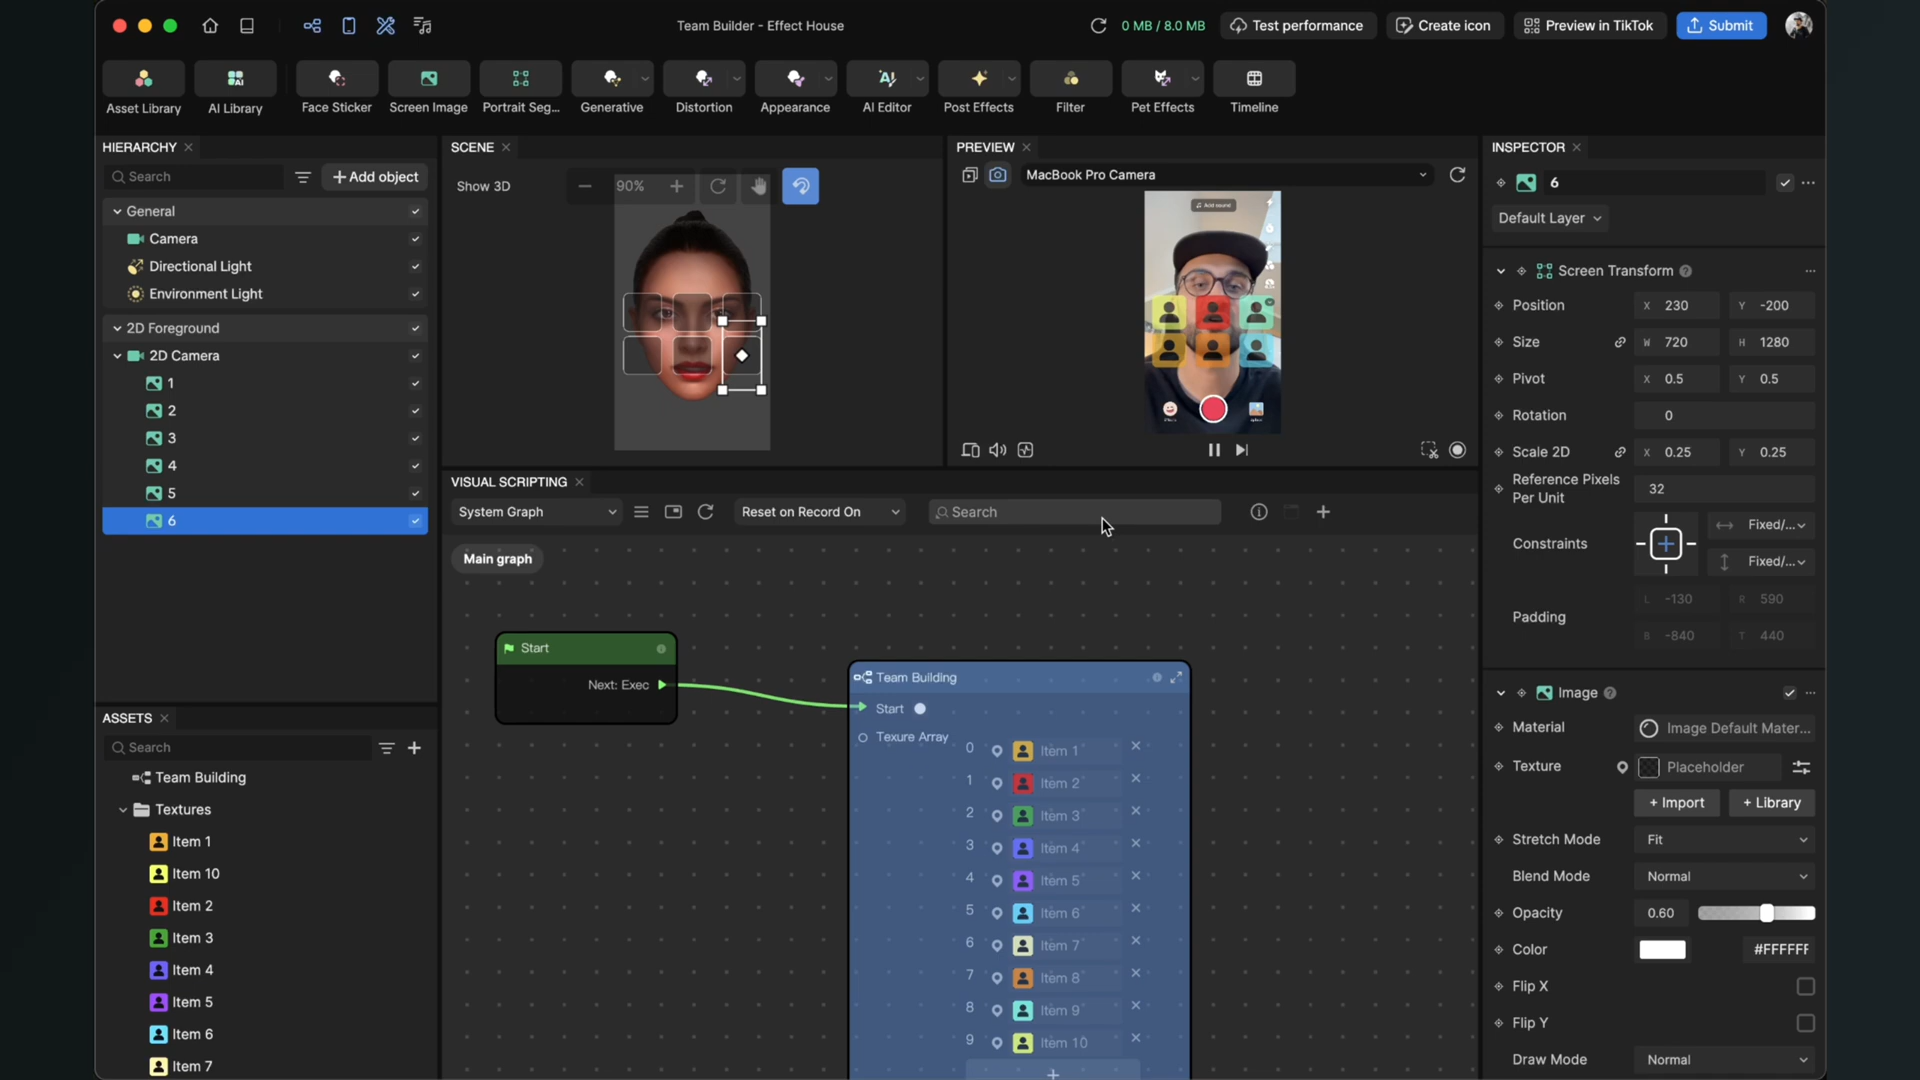 Team Builder - Effect House
0 MB / 8.0 MB
Test performance
Create icon
Preview in TikTok
Submit
Asset Library
AI
AI Library
Face Sticker
Screen Image
Portrait Seg...
Generative
Distortion
Appearance
AI
AI Editor
Post Effects
Filter
Pet Effects
Timeline
HIERARCHY
Search
+ Add object
General
Camera
Directional Light
Environment Light
2D Foreground
2D Camera
1
2
3
4
5
6
ASSETS
Search
Team Building
Textures
Item 1
Item 10
Item 2
Item 3
Item 4
Item 5
Item 6
Item 7
SCENE
Show 3D
90%
PREVIEW
MacBook Pro Camera
Add sound
VISUAL SCRIPTING
System Graph
Reset on Record On
Search
Main graph
Start
Next: Exec
Team Building
Start
Texure Array
0 Item 1
1 Item 2
2 Item 3
3 Item 4
4 Item 5
5 Item 6
6 Item 7
7 Item 8
8 Item 9
9 Item 10
+
INSPECTOR
6
Default Layer
Screen Transform
Position X 230 Y -200
Size W 720 H 1280
Pivot X 0.5 Y 0.5
Rotation 0
Scale 2D X 0.25 Y 0.25
Reference Pixels
Per Unit 32
Constraints Fixed/...
Fixed/...
Padding L -130 R 590
B -840 T 440
Image
Material Image Default Mater...
Texture Placeholder
+ Import + Library
Stretch Mode Fit
Blend Mode Normal
Opacity 0.60
Color #FFFFFF
Flip X
Flip Y
Draw Mode Normal